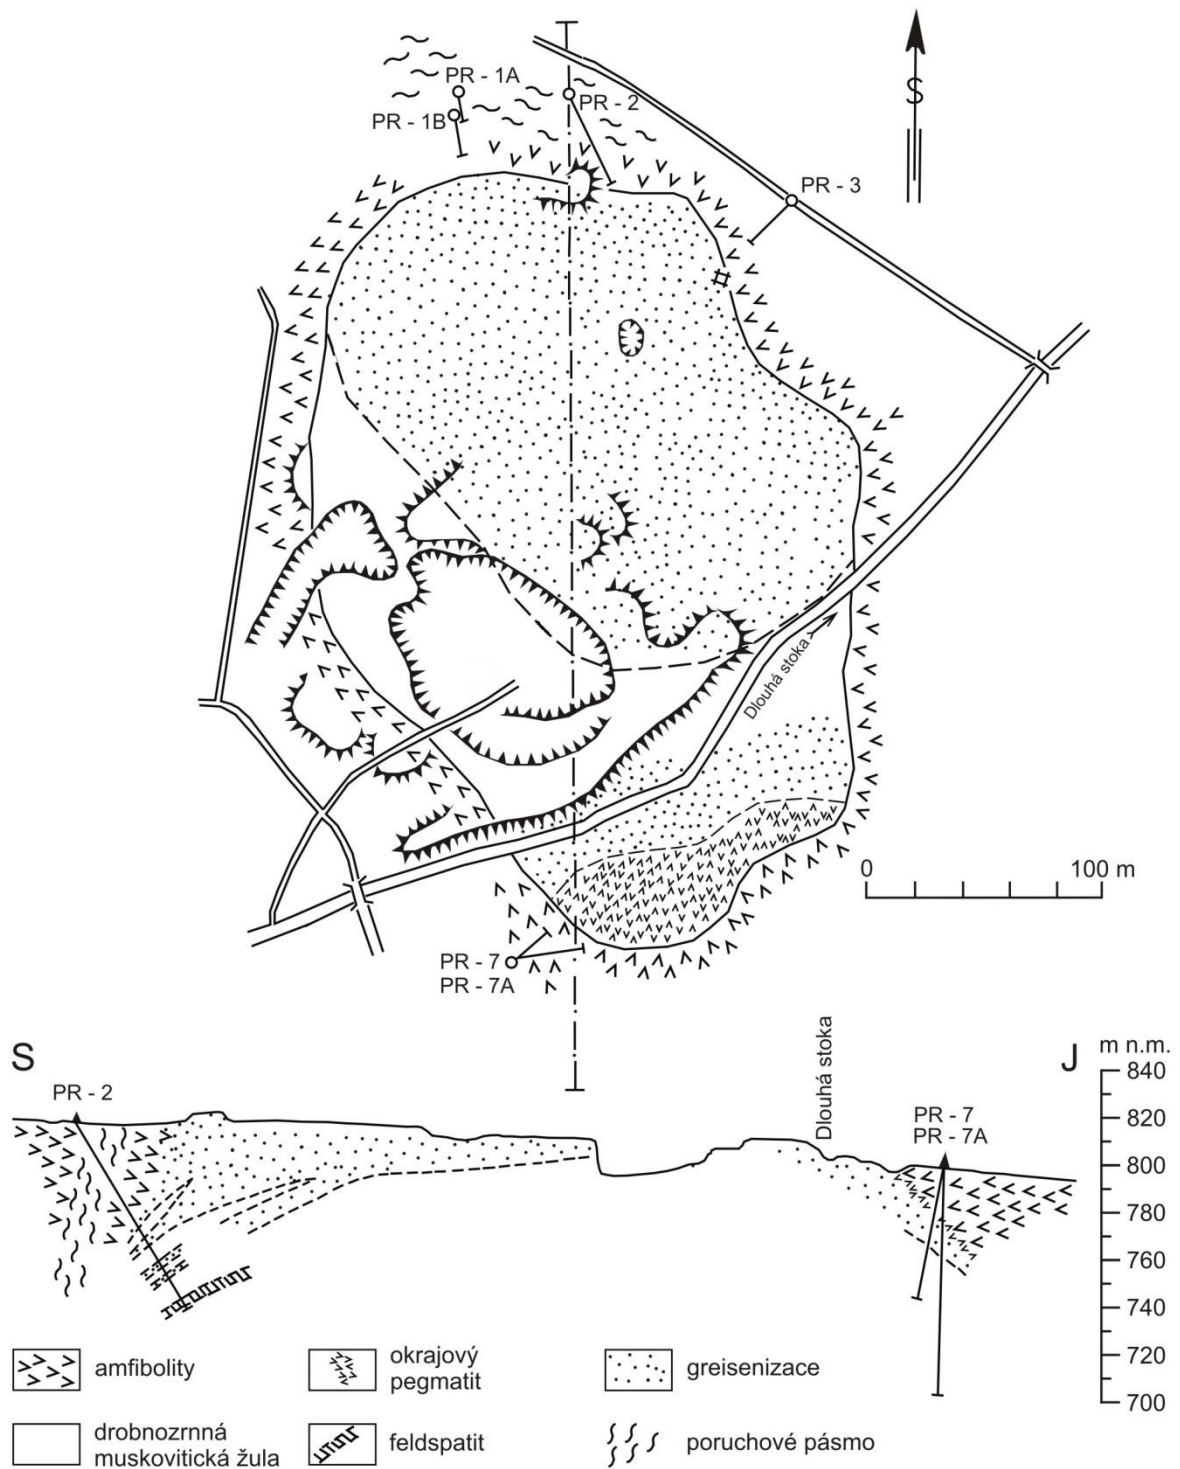 PR - 1A
PR - 1B
PR - 2
S
PR - 3
Dlouhá stoka
0 100 m
PR - 7
PR - 7A
S
J
m n.m.
PR - 2
Dlouhá stoka
PR - 7
PR - 7A
840
820
800
780
760
740
720
700
amfibolity
okrajový
pegmatit
greisenizace
drobnozrnná
muskovitická žula
feldspatit
poruchové pásmo